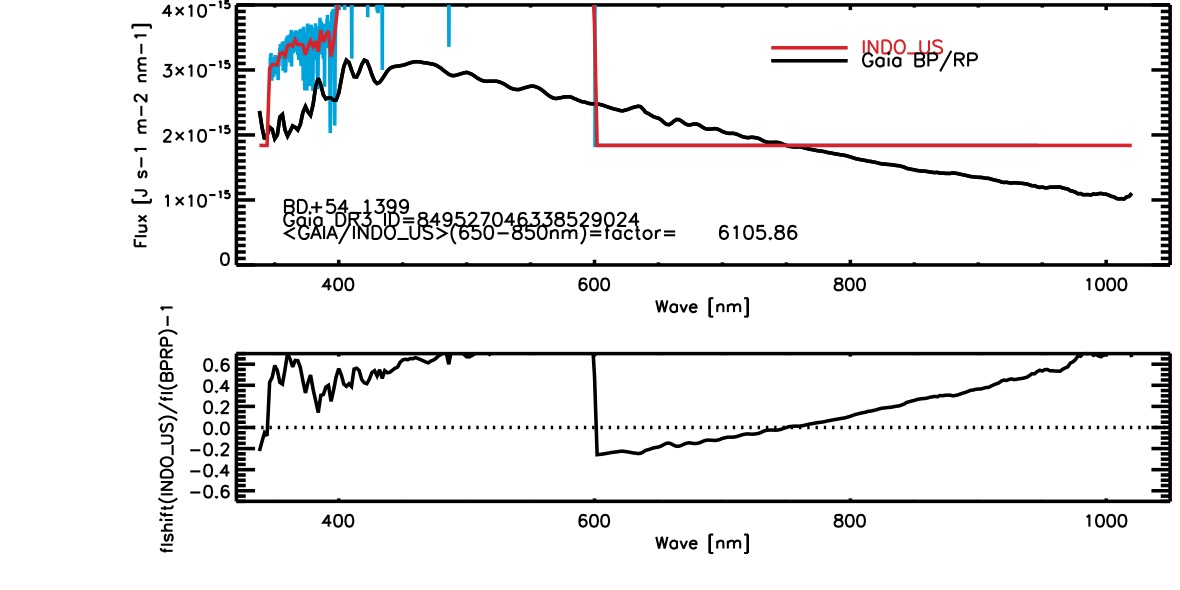 4×10-15
3×10-15
2×10-15
1×10-15
0
Flux [J s-1 m-2 nm-1]
INDO_US
Gaia BP/RP
BD+54_1399
Gaia DR3 ID=849527046338529024
<GAIA/INDO_US>(650-850nm)=factor= 6105.86
400 600 800 1000
Wave [nm]
0.6
0.4
0.2
0.0
-0.2
-0.4
-0.6
flshift(INDO_US)/fl(BPRP)-1
400 600 800 1000
Wave [nm]